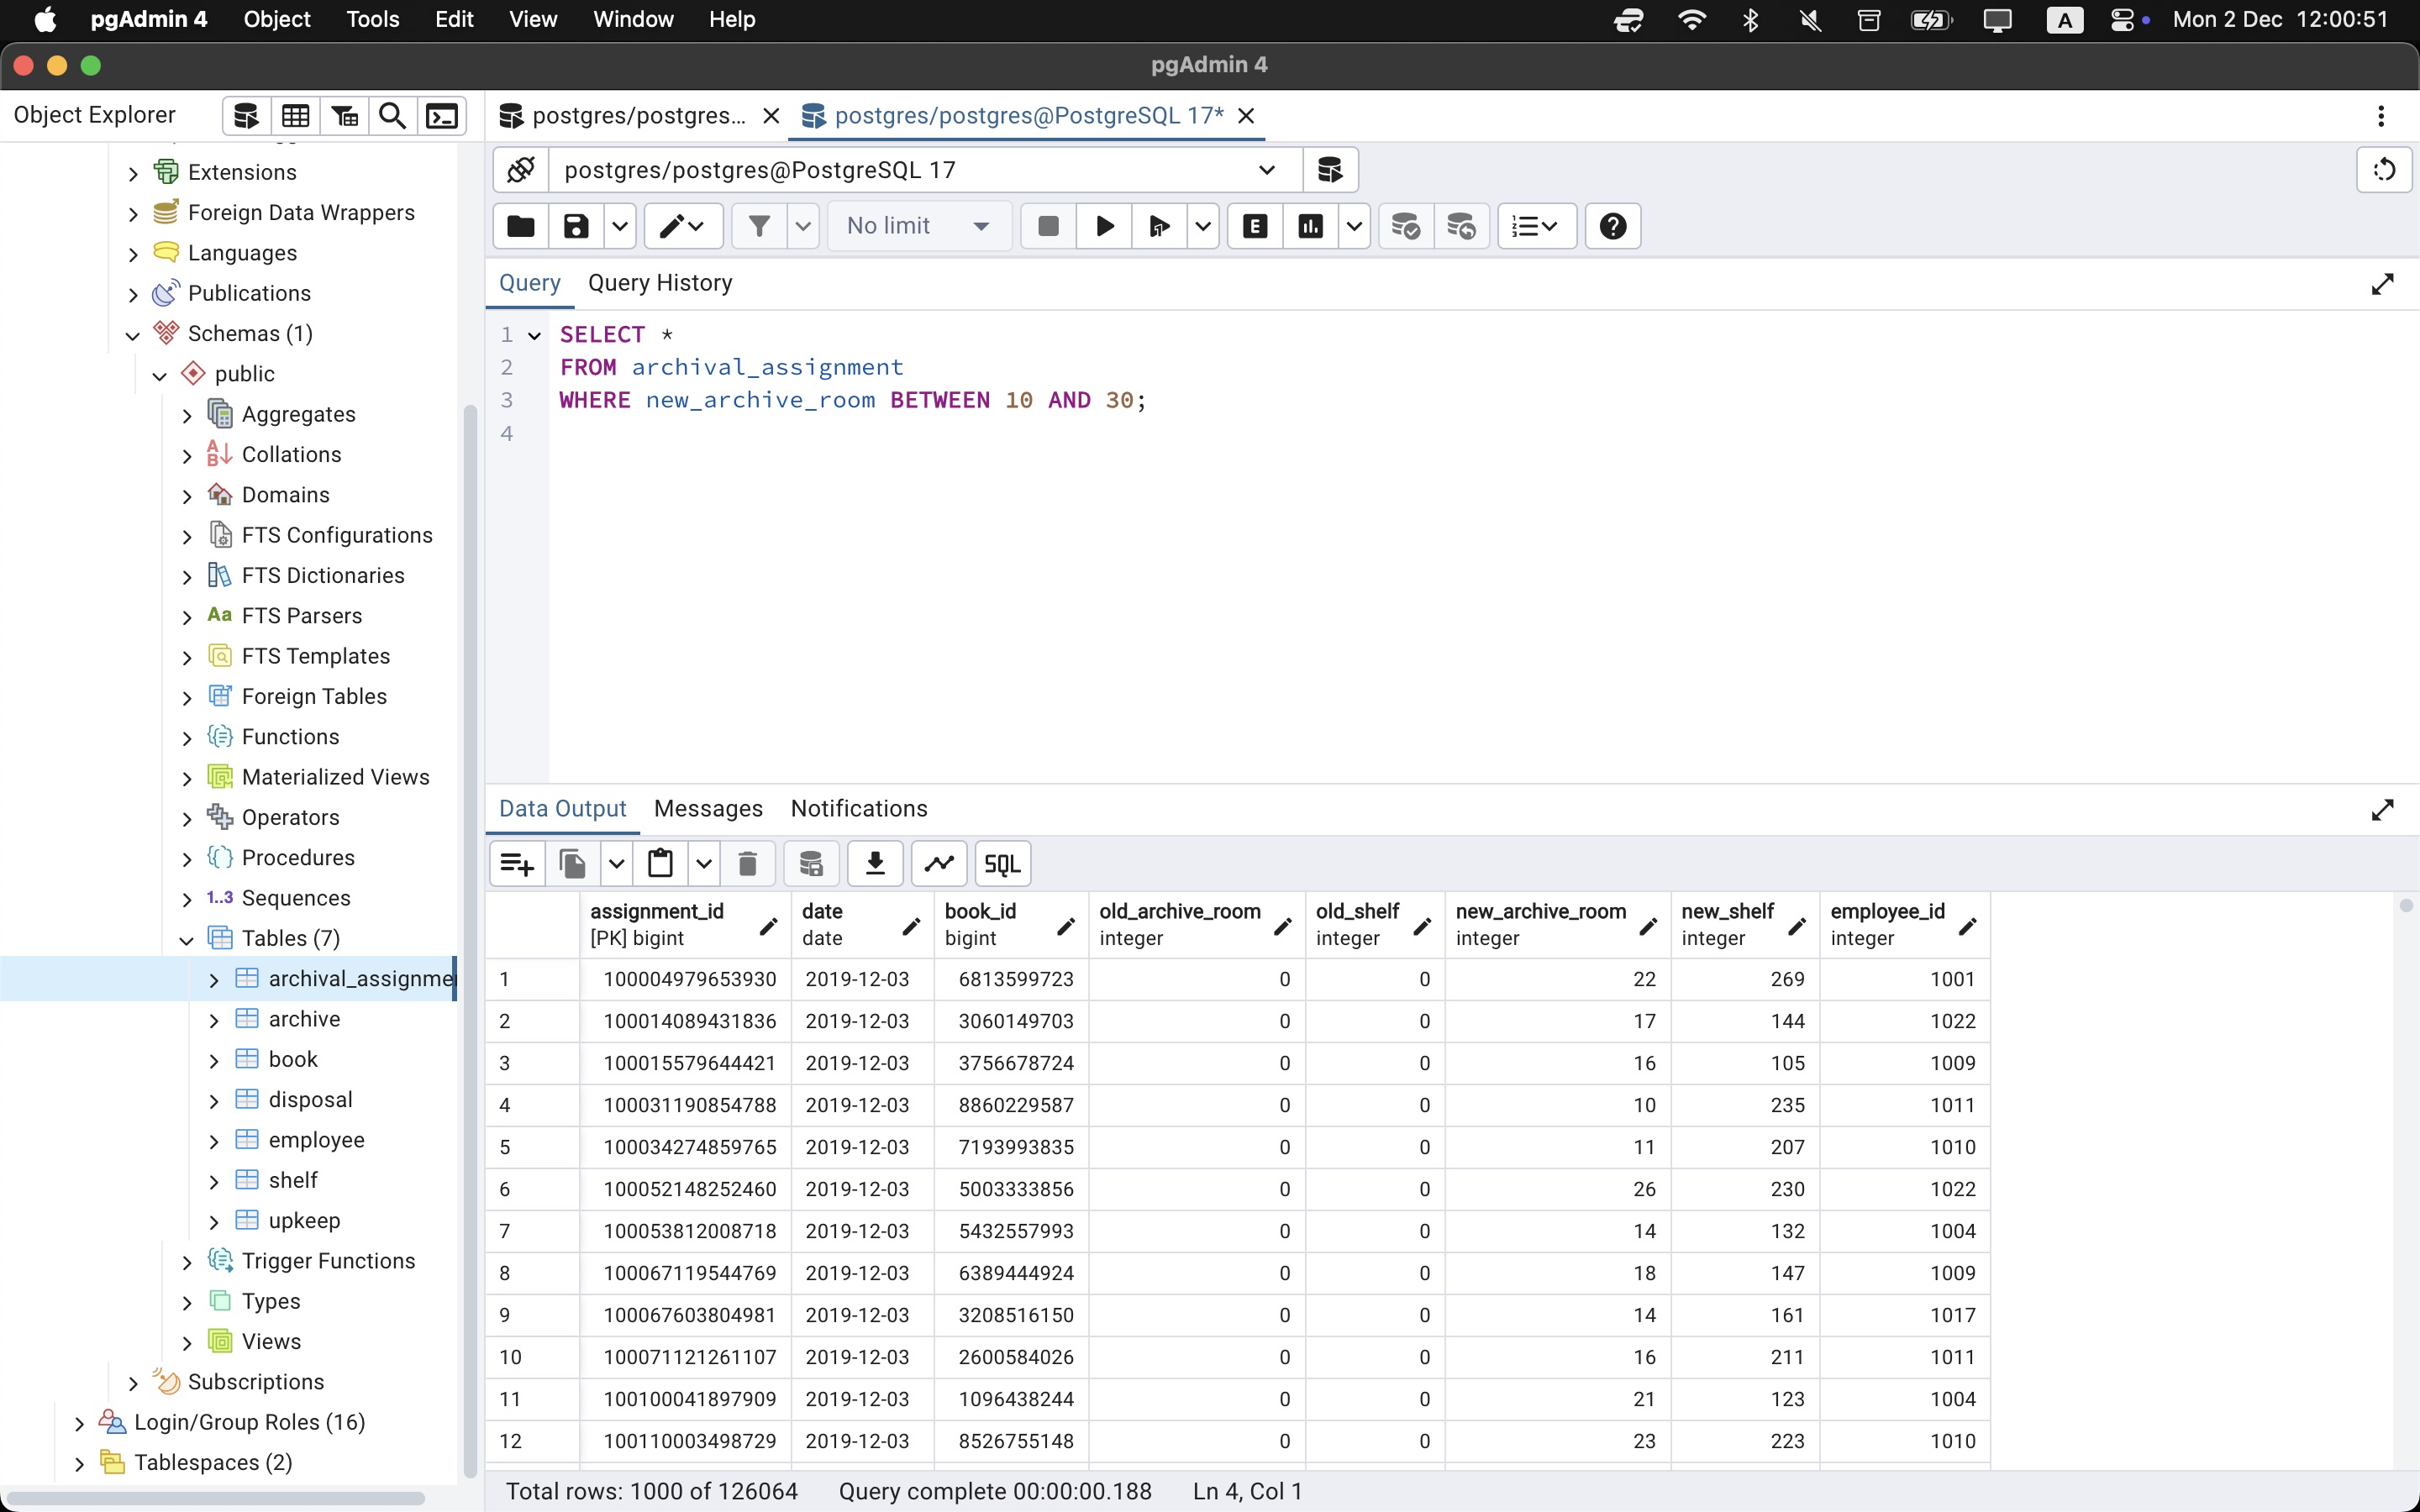 pgAdmin 4 Object Tools Edit View Window Help A Mon 2 Dec 12:00:51
pgAdmin 4
Object Explorer
Extensions
Foreign Data Wrappers
Languages
Publications
Schemas (1)
public
Aggregates
Collations
Domains
FTS Configurations
FTS Dictionaries
Aa FTS Parsers
FTS Templates
Foreign Tables
Functions
Materialized Views
Operators
Procedures
1..3 Sequences
Tables (7)
archival_assignme
archive
book
disposal
employee
shelf
upkeep
Trigger Functions
Types
Views
Subscriptions
Login/Group Roles (16)
Tablespaces (2)
postgres/postgres... postgres/postgres@PostgreSQL 17*
postgres/postgres@PostgreSQL 17
No limit E
Query Query History
1 SELECT *
2 FROM archival_assignment
3 WHERE new_archive_room BETWEEN 10 AND 30;
4
Data Output Messages Notifications
SQL
assignment_id date book_id old_archive_room old_shelf new_archive_room new_shelf employee_id
[PK] bigint date bigint integer integer integer integer integer
1 100004979653930 2019-12-03 6813599723 0 0 22 269 1001
2 100014089431836 2019-12-03 3060149703 0 0 17 144 1022
3 100015579644421 2019-12-03 3756678724 0 0 16 105 1009
4 100031190854788 2019-12-03 8860229587 0 0 10 235 1011
5 100034274859765 2019-12-03 7193993835 0 0 11 207 1010
6 100052148252460 2019-12-03 5003333856 0 0 26 230 1022
7 100053812008718 2019-12-03 5432557993 0 0 14 132 1004
8 100067119544769 2019-12-03 6389444924 0 0 18 147 1009
9 100067603804981 2019-12-03 3208516150 0 0 14 161 1017
10 100071121261107 2019-12-03 2600584026 0 0 16 211 1011
11 100100041897909 2019-12-03 1096438244 0 0 21 123 1004
12 100110003498729 2019-12-03 8526755148 0 0 23 223 1010
Total rows: 1000 of 126064 Query complete 00:00:00.188 Ln 4, Col 1